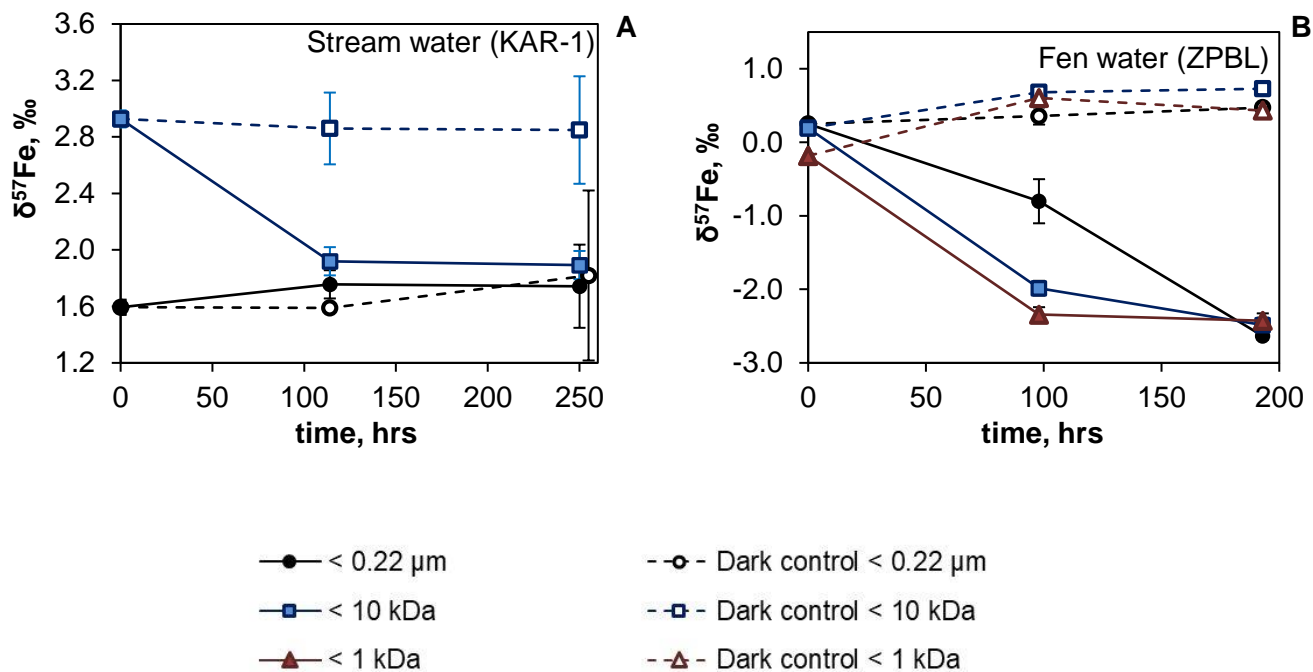 A
Stream water (KAR-1)
δ⁵⁷Fe, ‰
3.6
3.2
2.8
2.4
2.0
1.6
1.2
0 50 100 150 200 250
time, hrs
B
Fen water (ZPBL)
δ⁵⁷Fe, ‰
1.0
0.0
-1.0
-2.0
-3.0
0 50 100 150 200
time, hrs
< 0.22 μm
< 10 kDa
< 1 kDa
Dark control < 0.22 μm
Dark control < 10 kDa
Dark control < 1 kDa